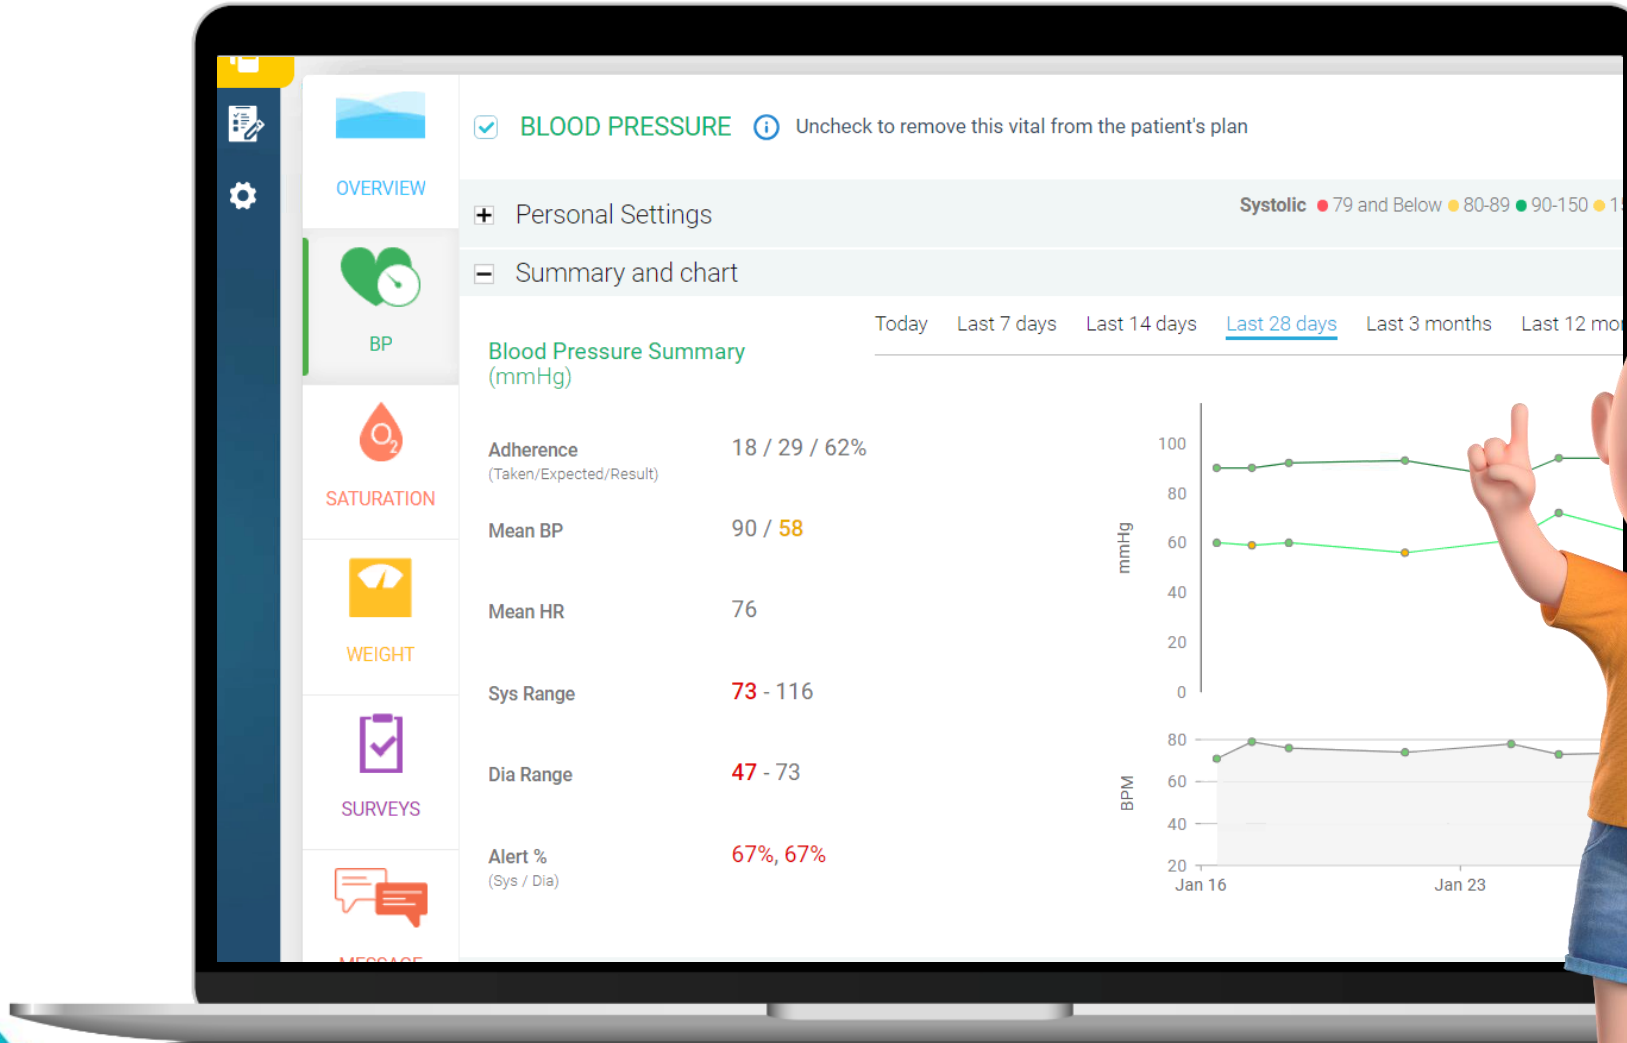 OVERVIEW
BP
O2
SATURATION
WEIGHT
SURVEYS
BLOOD PRESSURE
Uncheck to remove this vital from the patient's plan
Personal Settings
Systolic 79 and Below 80-89 90-150
Summary and chart
Today Last 7 days Last 14 days Last 28 days Last 3 months Last 12
Blood Pressure Summary
(mmHg)
Adherence 18 / 29 / 62%
(Taken/Expected/Result)
Mean BP 90 / 58
Mean HR 76
Sys Range 73 - 116
Dia Range 47 - 73
Alert % 67%, 67%
(Sys / Dia)
mmHg
100
80
60
40
20
0
BPM
80
60
40
20
Jan 16 Jan 23